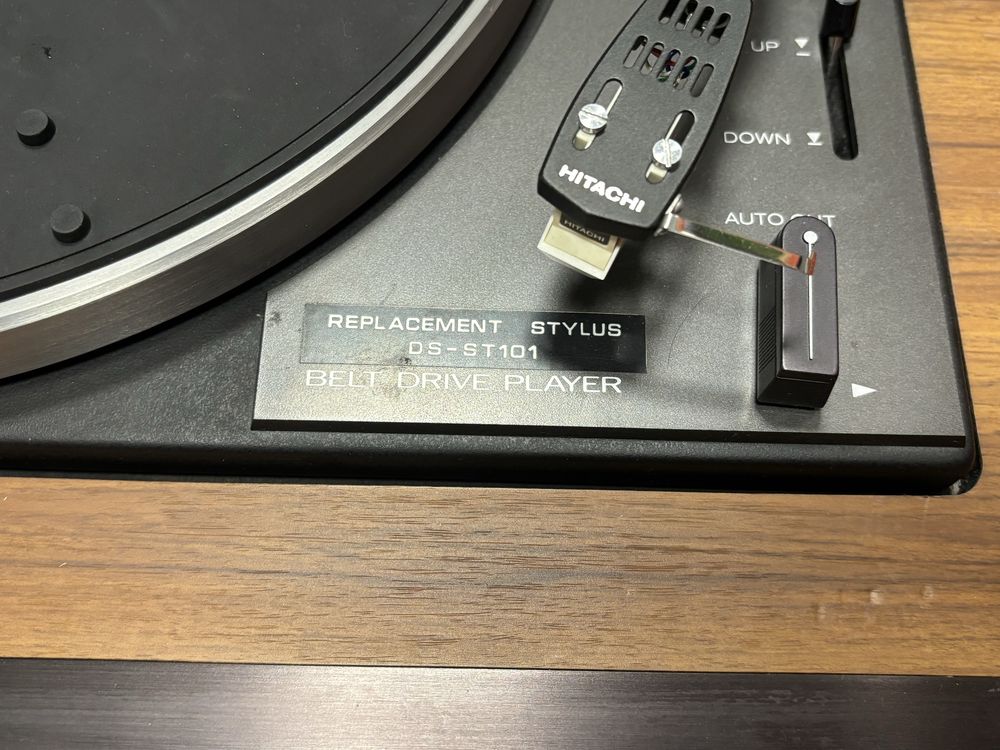 UP
DOWN
HITACHI
AUTO CUT
HITACHI
REPLACEMENT STYLUS
DS-ST101
BELT DRIVE PLAYER